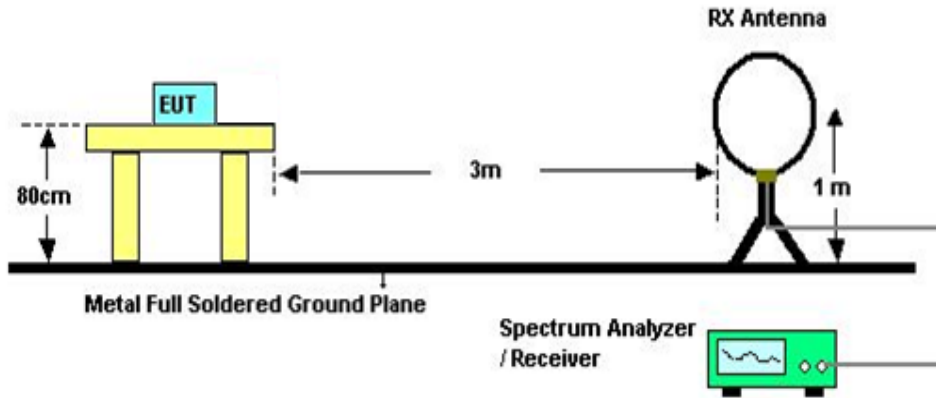 RX Antenna
EUT
80cm
3m
1 m
Metal Full Soldered Ground Plane
Spectrum Analyzer
/ Receiver